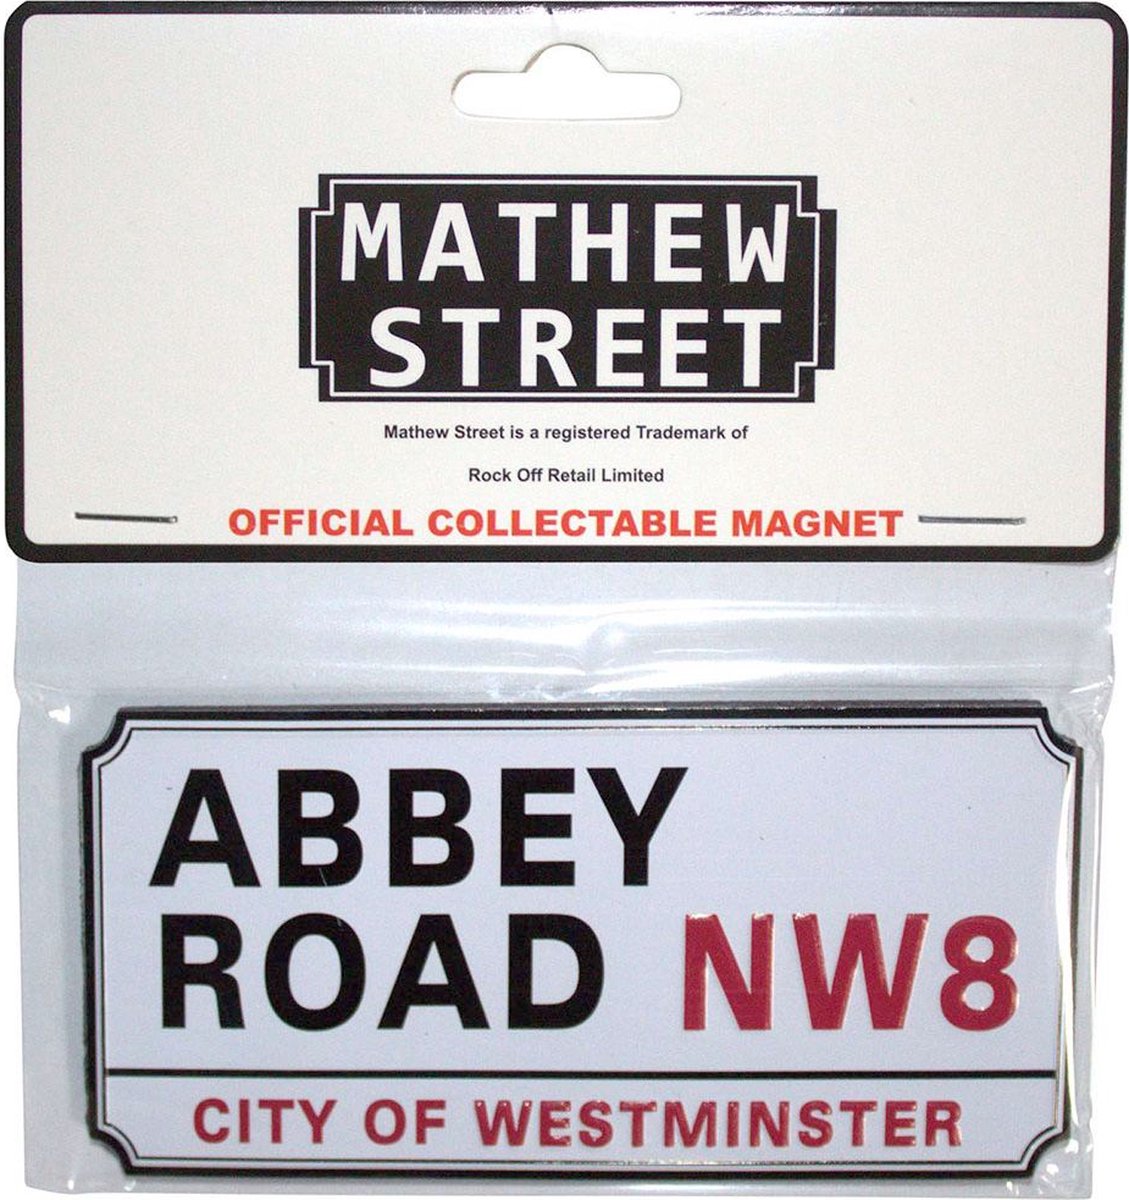 MATHEW
STREET
Mathew Street is a registered Trademark of
Rock Off Retail Limited
OFFICIAL COLLECTABLE MAGNET
ABBEY
ROAD NW8
CITY OF WESTMINSTER